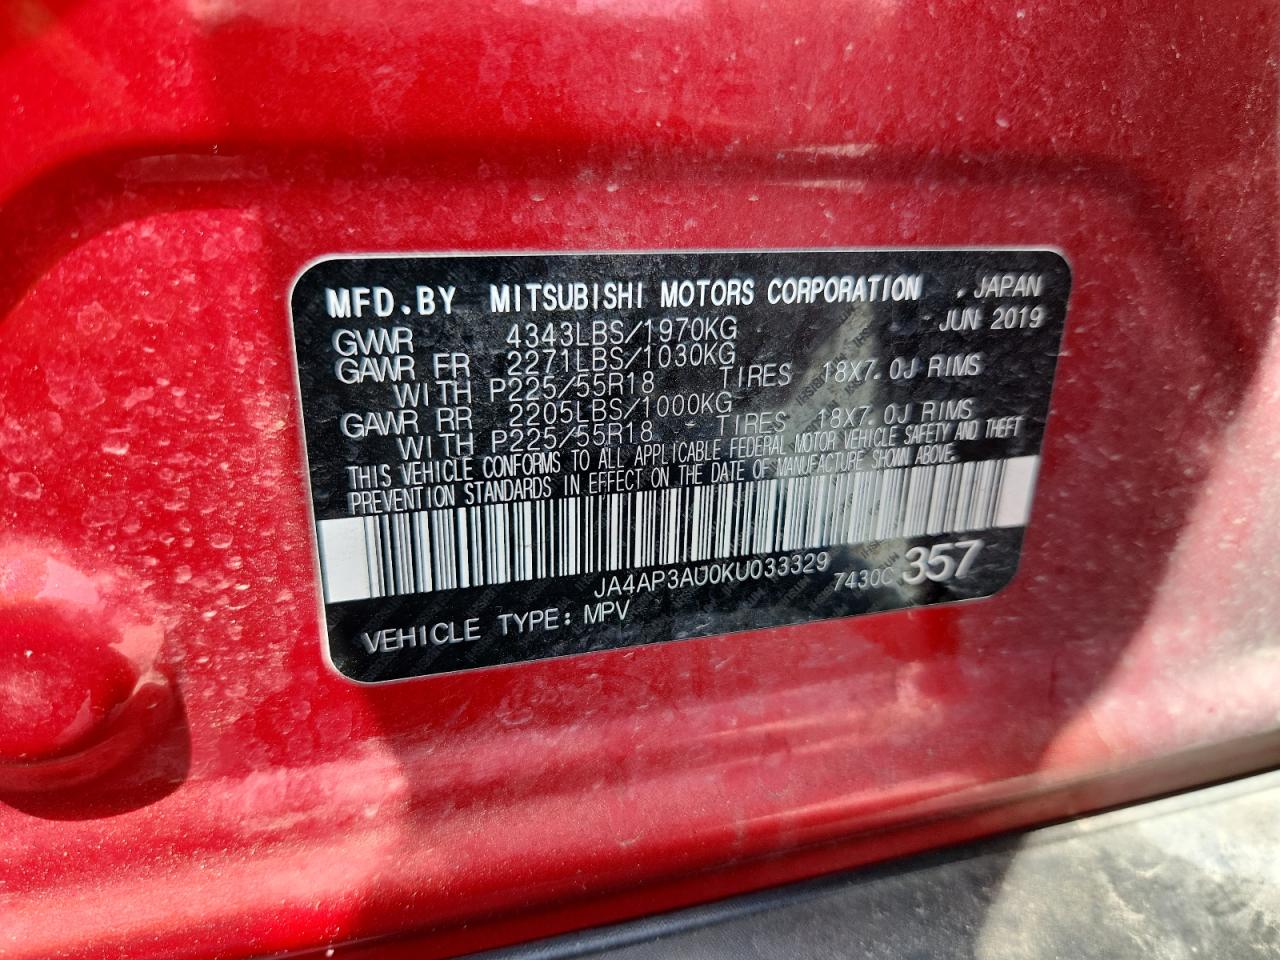 MFD.BY MITSUBISHI MOTORS CORPORATION , JAPAN
JUN 2019
GVWR 4343LBS/1970KG
GAWR FR 2271LBS/1030KG
WITH P225/55R18 TIRES 18X7.0J RIMS
GAWR RR 2205LBS/1000KG
WITH P225/55R18 TIRES 18X7.0J RIMS
THIS VEHICLE CONFORMS TO ALL APPLICABLE FEDERAL MOTOR VEHICLE SAFETY AND THEFT
PREVENTION STANDARDS IN EFFECT ON THE DATE OF MANUFACTURE SHOWN ABOVE.
JA4AP3AU0KU033329 7430C 357
VEHICLE TYPE: MPV